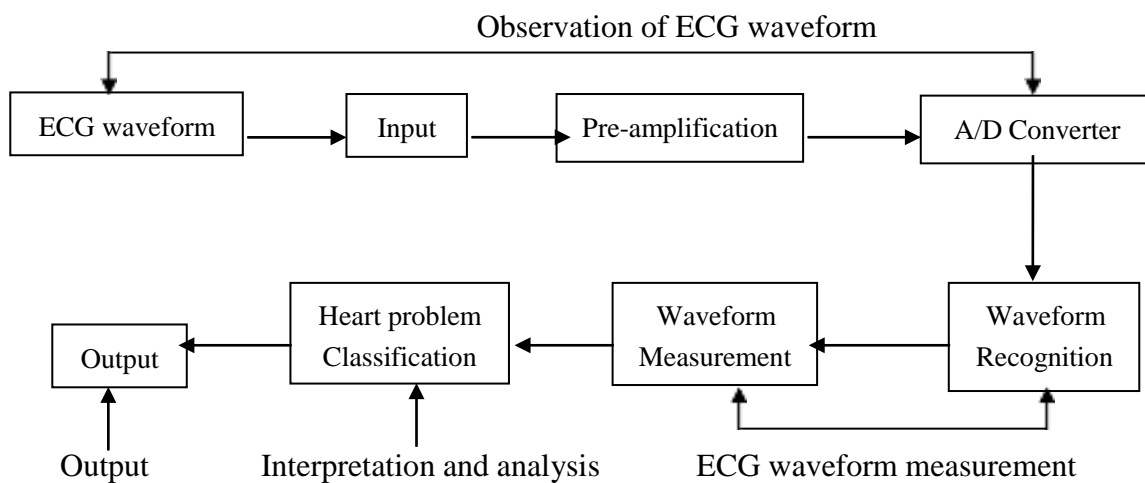 Observation of ECG waveform
ECG waveform
Input
Pre-amplification
A/D Converter
Heart problem
Classification
Waveform
Measurement
Waveform
Recognition
Output
Output
Interpretation and analysis
ECG waveform measurement